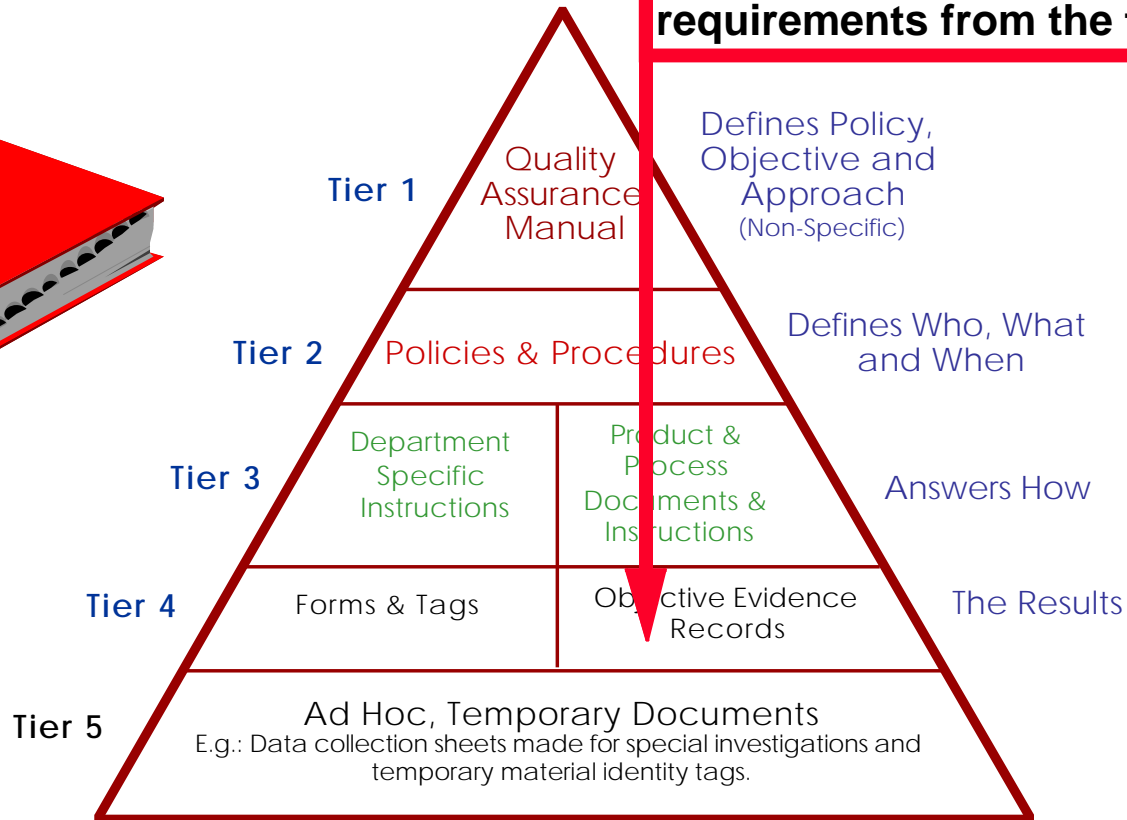 requirements from the
Tier 1
Quality
Assurance
Manual
Defines Policy,
Objective and
Approach
(Non-Specific)
Tier 2
Policies & Procedures
Defines Who, What
and When
Tier 3
Department
Specific
Instructions
Product &
Process
Documents &
Instructions
Answers How
Tier 4
Forms & Tags
Objective Evidence
Records
The Results
Tier 5
Ad Hoc, Temporary Documents
E.g.: Data collection sheets made for special investigations and
temporary material identity tags.